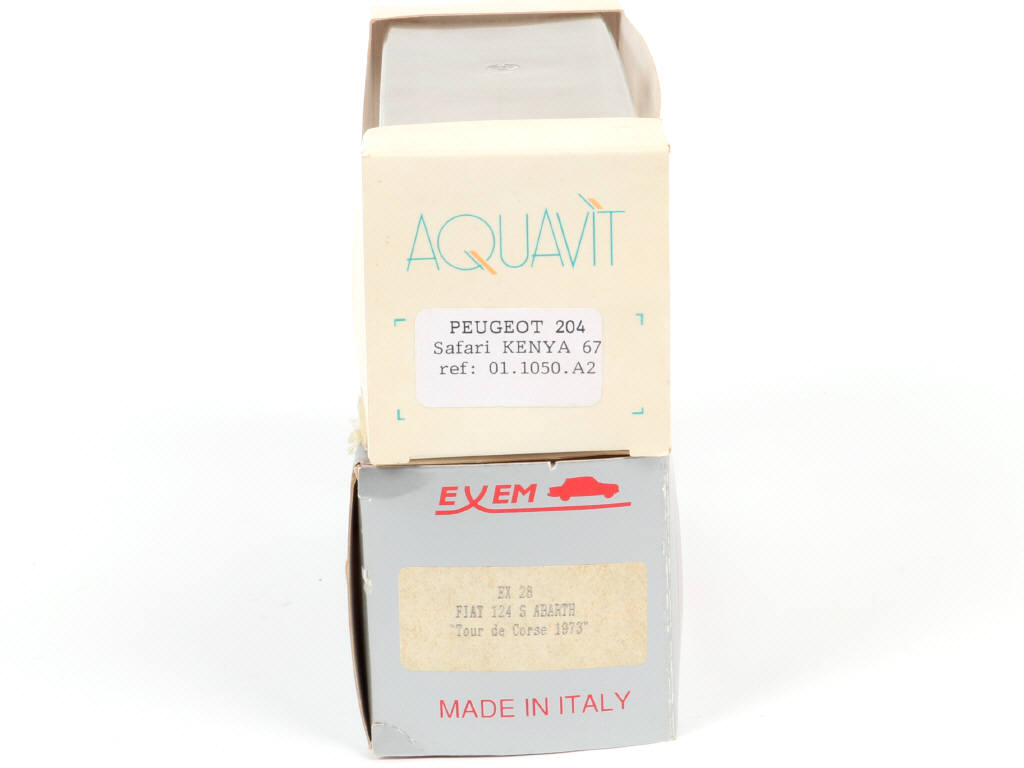 AQUAVÌT
PEUGEOT 204
Safari KENYA 67
ref: 01.1050.A2
EXEM
EX 28
FIAT 124 S ABARTH
"Tour de Corse 1973"
MADE IN ITALY